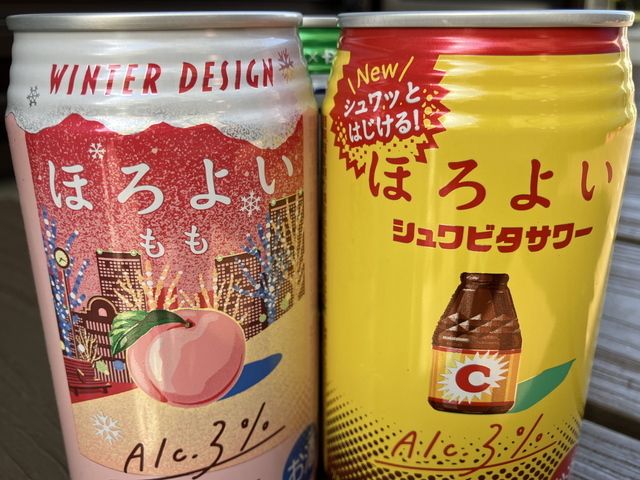 WINTER DESIGN
ほろよい
もも
Alc.3%
New
シュワッと
はじける!
ほろよい
シュワビタサワー
C
Alc.3%